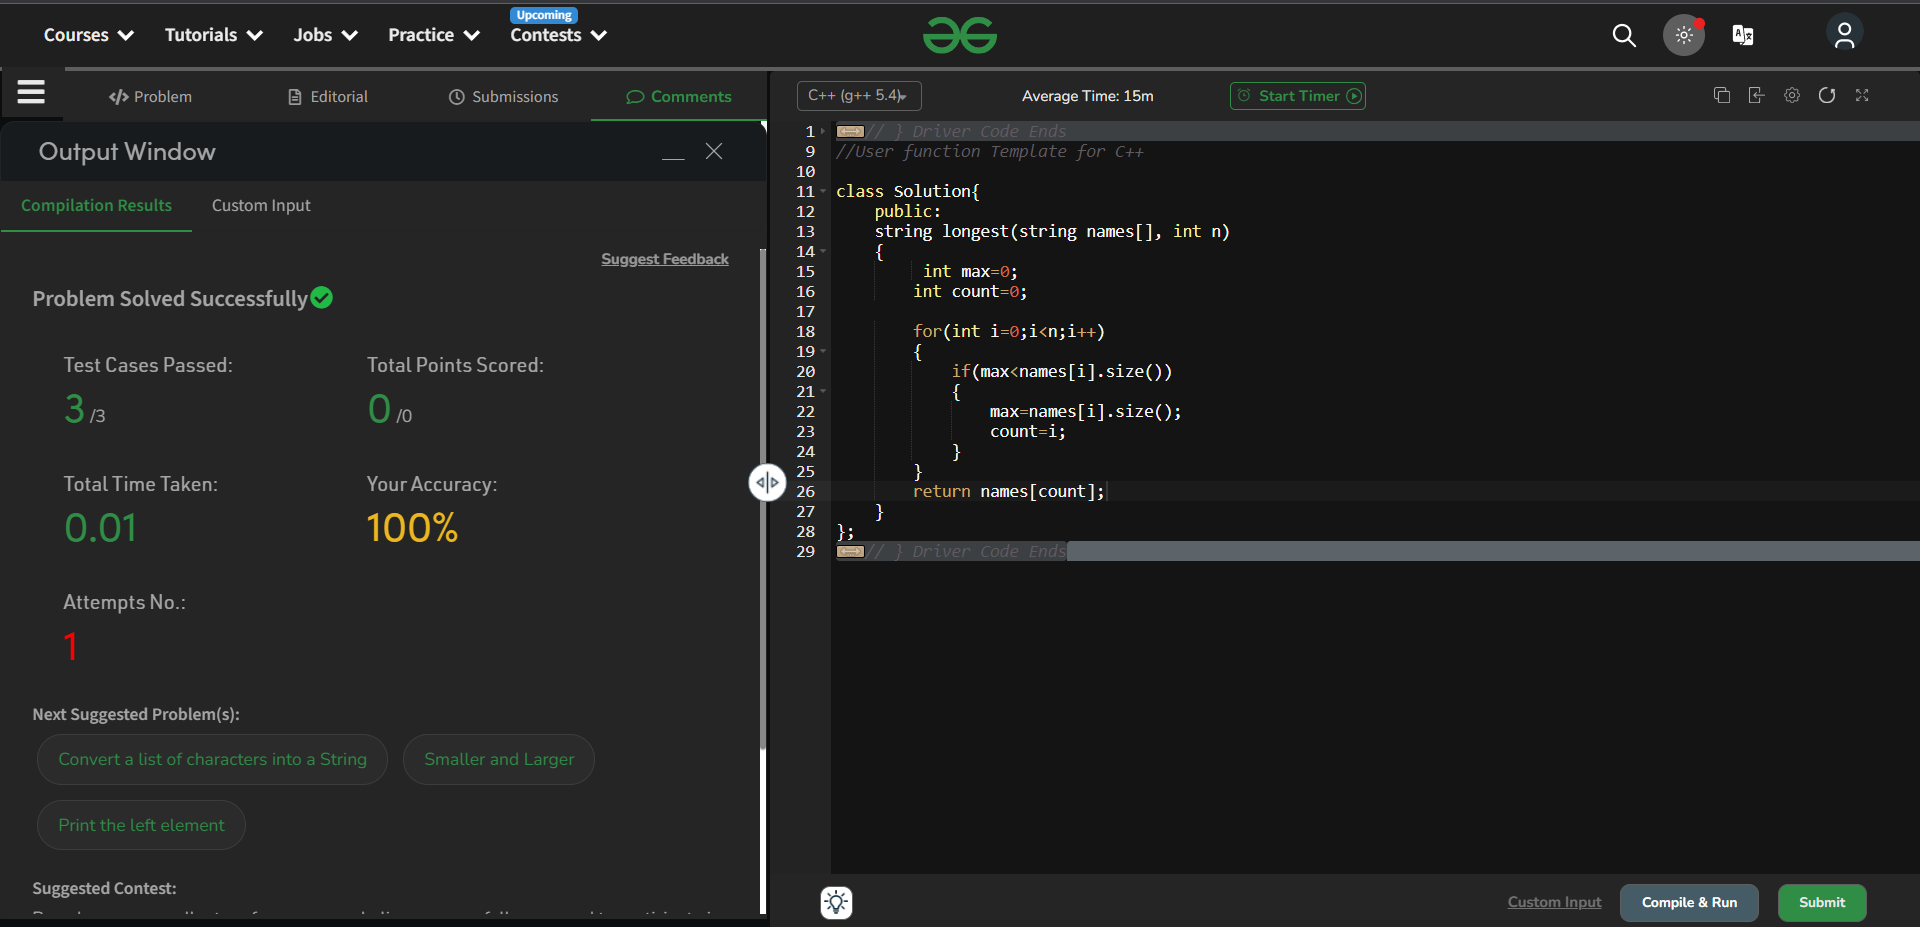 Courses Tutorials Jobs Practice Upcoming Contests
Problem Editorial Submissions Comments
Output Window
Compilation Results Custom Input
Suggest Feedback
Problem Solved Successfully
Test Cases Passed: Total Points Scored:
3 /3 0 /0
Total Time Taken: Your Accuracy:
0.01 100%
Attempts No.:
1
Next Suggested Problem(s):
Convert a list of characters into a String Smaller and Larger
Print the left element
Suggested Contest:
C++ (g++ 5.4) Average Time: 15m Start Timer
1 // } Driver Code Ends
9 //User function Template for C++
10
11 class Solution{
12 public:
13 string longest(string names[], int n)
14 {
15 int max=0;
16 int count=0;
17
18 for(int i=0;i<n;i++)
19 {
20 if(max<names[i].size())
21 {
22 max=names[i].size();
23 count=i;
24 }
25 }
26 return names[count];
27 }
28 };
29 // } Driver Code Ends
Custom Input Compile & Run Submit